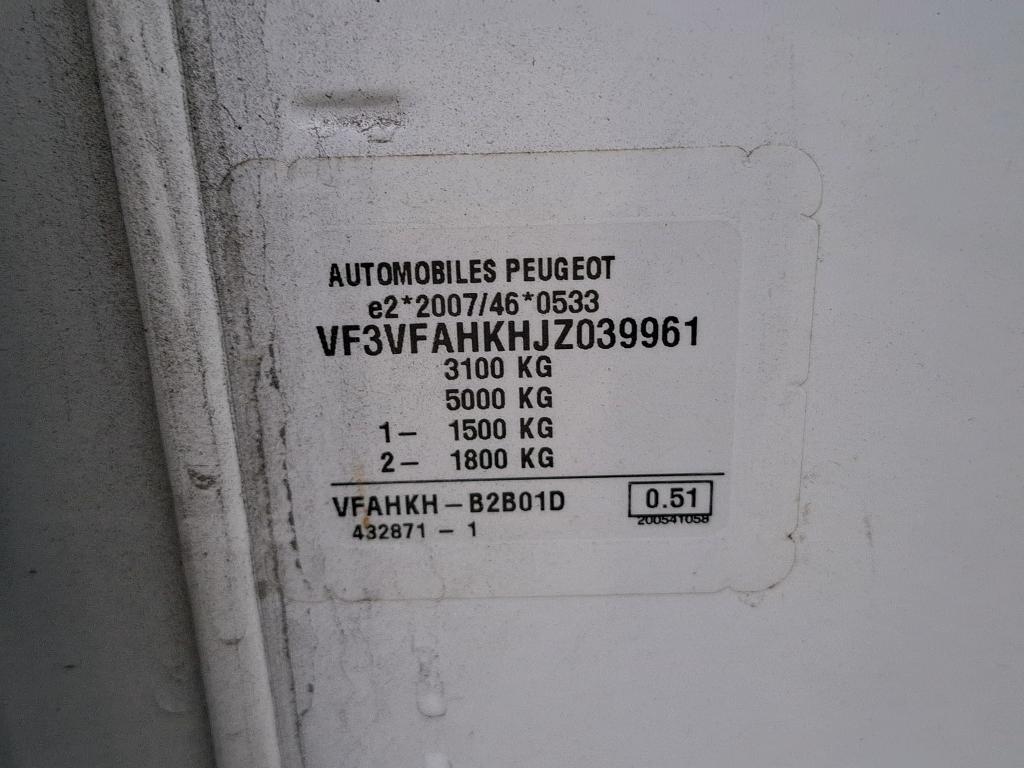 AUTOMOBILES PEUGEOT
e2*2007/46*0533
VF3VFAHKHJZ039961
3100 KG
5000 KG
1- 1500 KG
2- 1800 KG
VFAHKH-B2B01D 0.51
432871-1 200541058